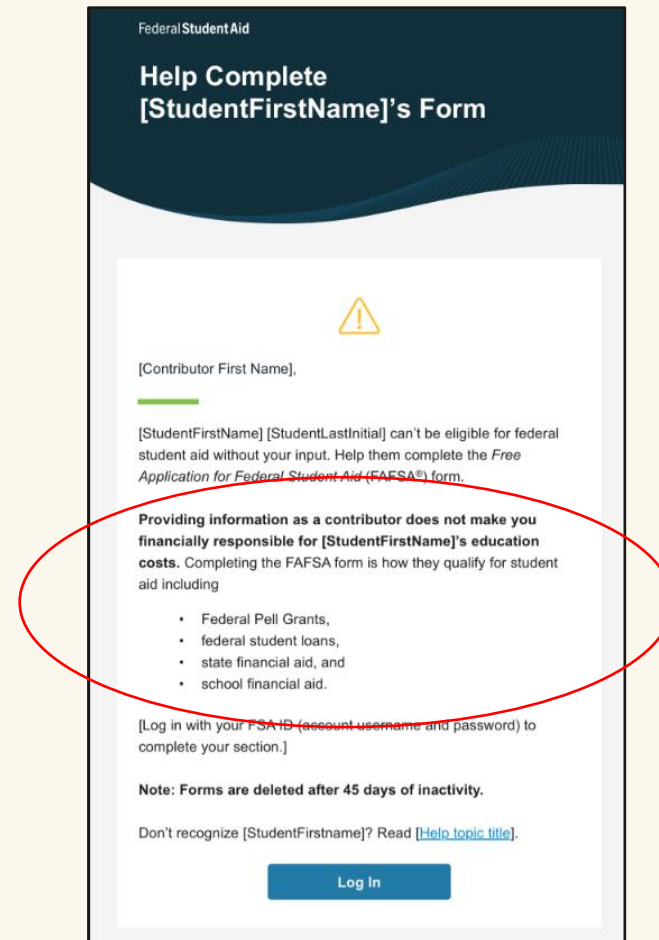 Federal Student Aid
Help Complete
[StudentFirstName]'s Form
[Contributor First Name],
[StudentFirstName] [StudentLastInitial] can't be eligible for federal
student aid without your input. Help them complete the Free
Application for Federal Student Aid (FAFSA®) form.
Providing information as a contributor does not make you
financially responsible for [StudentFirstName]'s education
costs. Completing the FAFSA form is how they qualify for student
aid including
• Federal Pell Grants,
• federal student loans,
• state financial aid, and
• school financial aid.
[Log in with your FSA ID (account username and password) to
complete your section.]
Note: Forms are deleted after 45 days of inactivity.
Don't recognize [StudentFirstname]? Read [Help topic title].
Log In